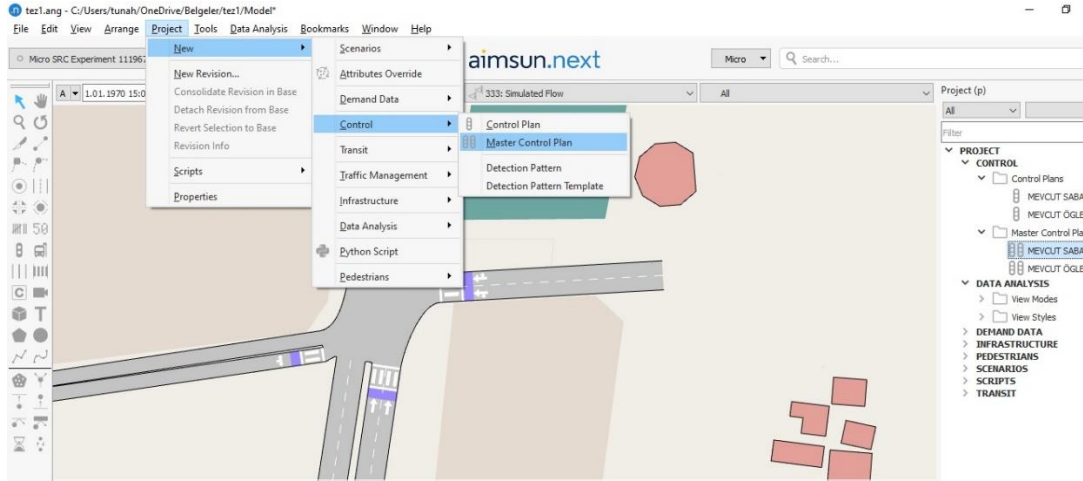 tez1.ang - C:/Users/tunah/OneDrive/Belgeler/tez1/Model*
File Edit View Arrange Project Tools Data Analysis Bookmarks Window Help
Micro SRC Experiment 11196
aimsun.next
Micro
Search...
A
1.01.1970 15:0
333: Simulated Flow
All
New
New Revision...
Consolidate Revision in Base
Detach Revision from Base
Revert Selection to Base
Revision Info
Scripts
Properties
Scenarios
Attributes Override
Demand Data
Control
Transit
Traffic Management
Infrastructure
Data Analysis
Python Script
Pedestrians
Control Plan
Master Control Plan
Detection Pattern
Detection Pattern Template
50
C
T
Project (p)
All
Filter
PROJECT
CONTROL
Control Plans
MEVCUT SABA
MEVCUT ÖĞLE
Master Control Pla
MEVCUT SABA
MEVCUT ÖĞLE
DATA ANALYSIS
View Modes
View Styles
DEMAND DATA
INFRASTRUCTURE
PEDESTRIANS
SCENARIOS
SCRIPTS
TRANSIT